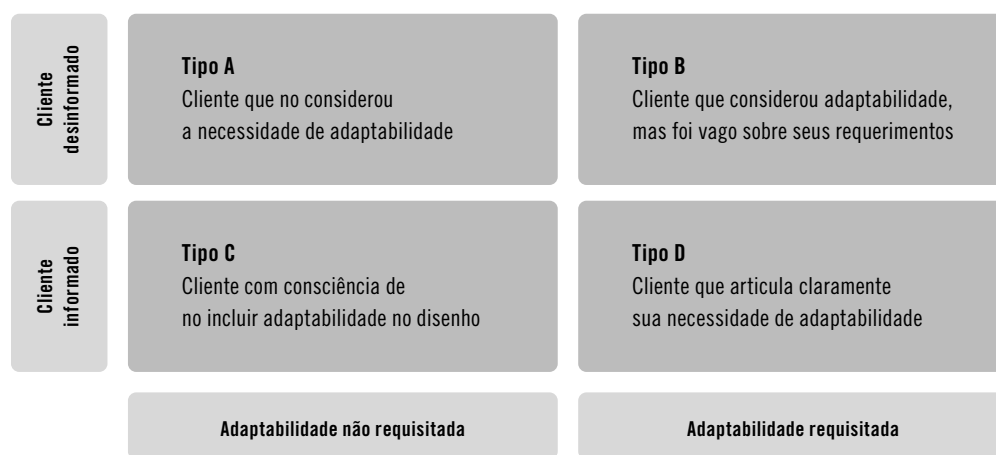 Cliente
desinformado
Tipo A
Cliente que no considerou
a necessidade de adaptabilidade
Tipo B
Cliente que considerou adaptabilidade,
mas foi vago sobre seus requerimentos
Cliente
informado
Tipo C
Cliente com consciência de
no incluir adaptabilidade no disenho
Tipo D
Cliente que articula claramente
sua necessidade de adaptabilidade
Adaptabilidade não requisitada
Adaptabilidade requisitada